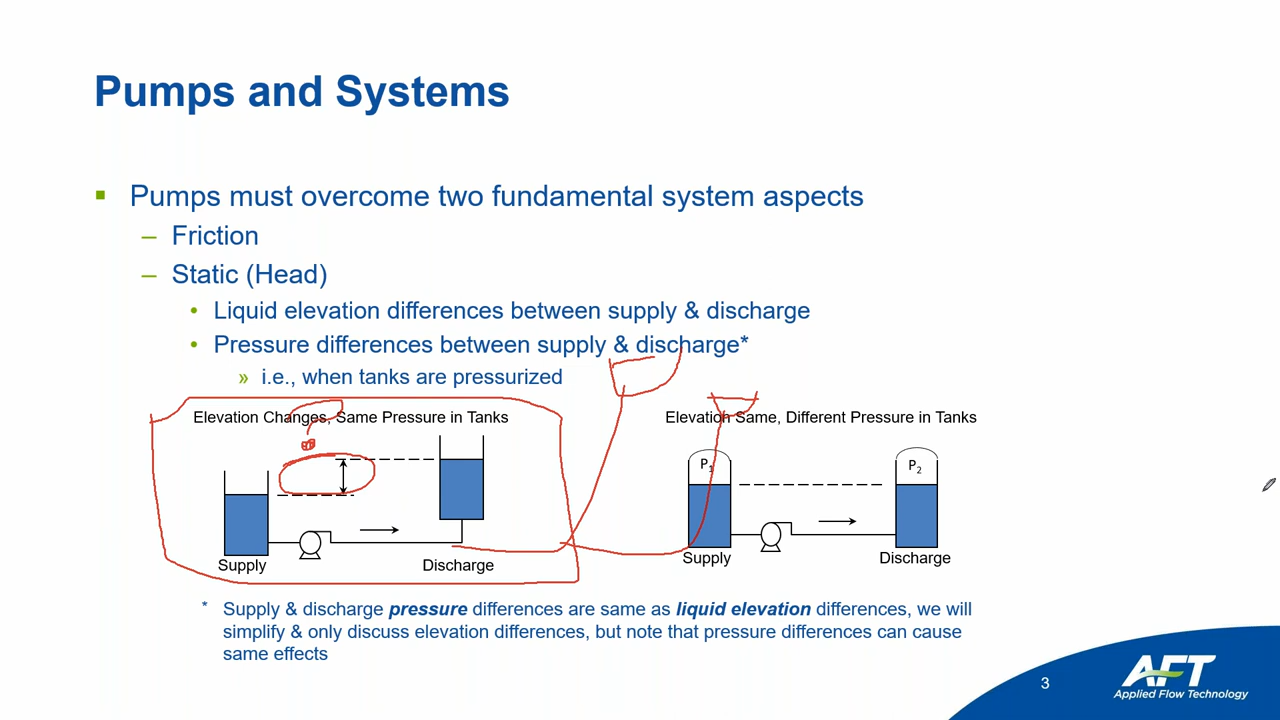 Pumps and Systems
Pumps must overcome two fundamental system aspects
– Friction
– Static (Head)
• Liquid elevation differences between supply & discharge
• Pressure differences between supply & discharge*
» i.e., when tanks are pressurized
Elevation Changes, Same Pressure in Tanks
Elevation Same, Different Pressure in Tanks
P1
P2
Supply
Discharge
Supply
Discharge
* Supply & discharge pressure differences are same as liquid elevation differences, we will
simplify & only discuss elevation differences, but note that pressure differences can cause
same effects
3
AFT
Applied Flow Technology